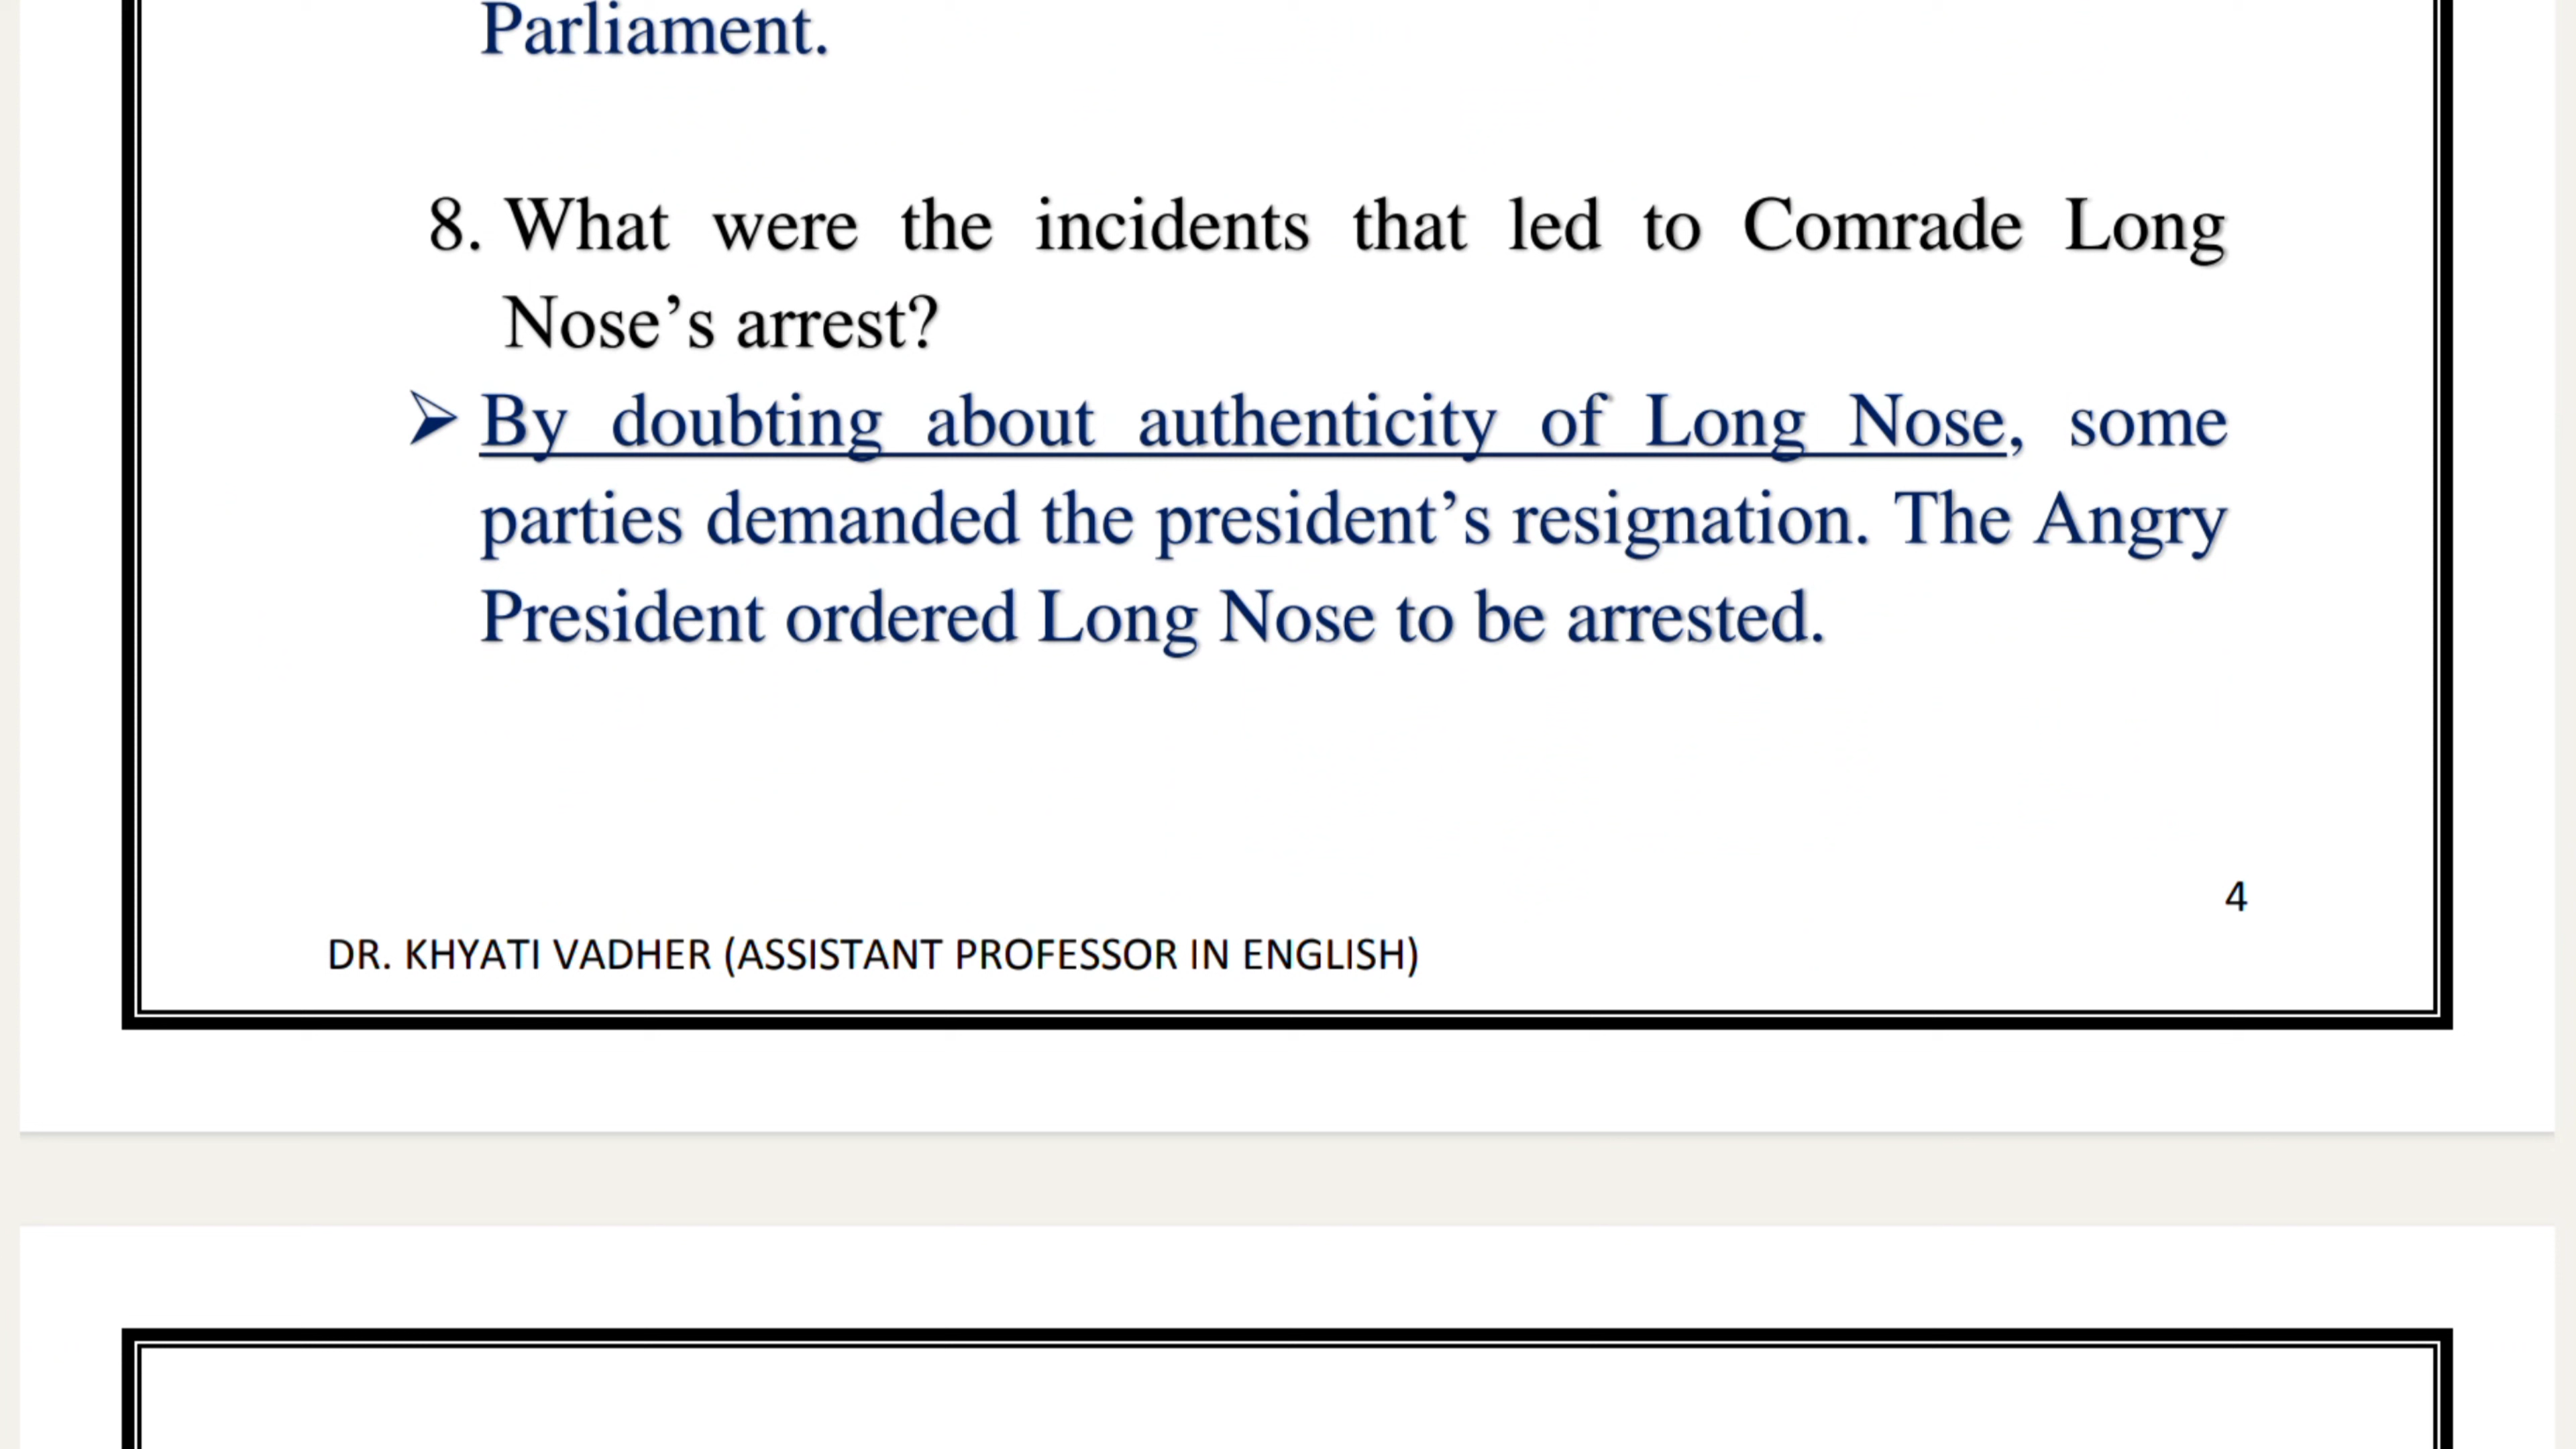 Parliament.
8. What were the incidents that led to Comrade Long
Nose’s arrest?
➢ By doubting about authenticity of Long Nose, some
parties demanded the president’s resignation. The Angry
President ordered Long Nose to be arrested.
4
DR. KHYATI VADHER (ASSISTANT PROFESSOR IN ENGLISH)